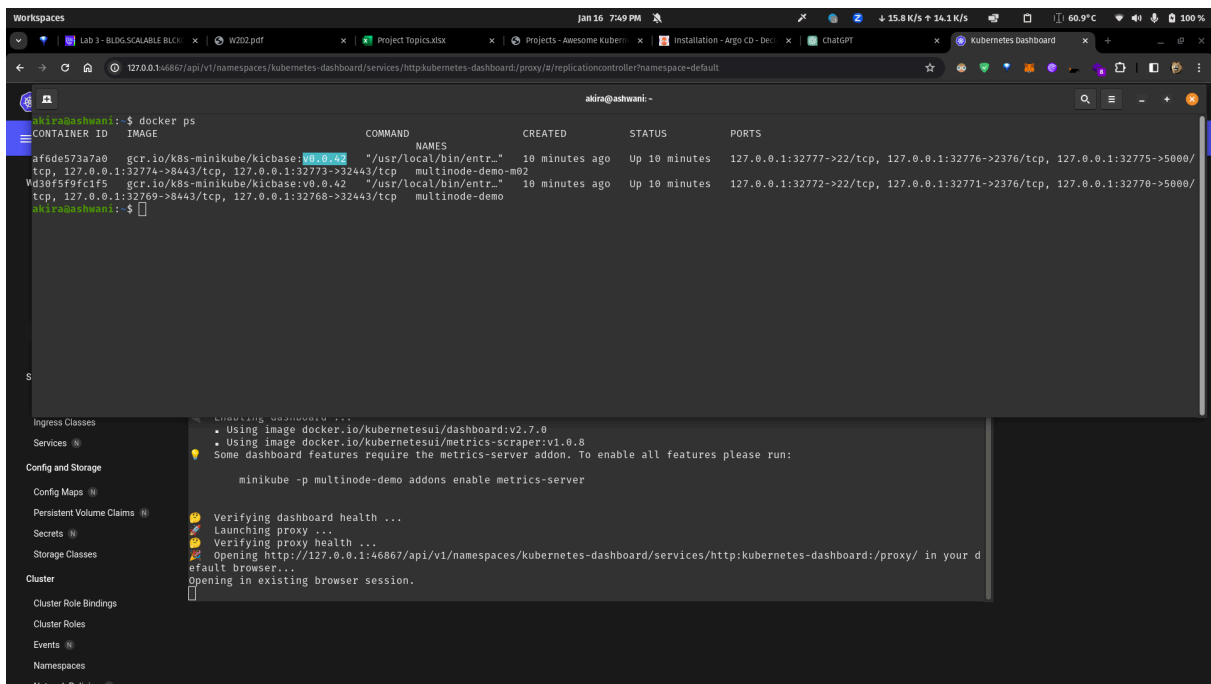 Workspaces
Jan 16 7:49 PM
↓ 15.8 K/s ↑ 14.1 K/s
60.9°C
100 %
Lab 3 - BLDG.SCALABLE BLCK
W2D2.pdf
Project Topics.xlsx
Projects - Awesome Kubern
Installation - Argo CD - Decl
ChatGPT
Kubernetes Dashboard
127.0.0.1:46867/api/v1/namespaces/kubernetes-dashboard/services/http:kubernetes-dashboard:/proxy/#/replicationcontroller?namespace=default
akira@ashwani: ~
akira@ashwani:~$ docker ps
CONTAINER ID   IMAGE   COMMAND   CREATED   STATUS   PORTS
NAMES
af6de573a7a0   gcr.io/k8s-minikube/kicbase:v0.0.42   "/usr/local/bin/entr…"   10 minutes ago   Up 10 minutes   127.0.0.1:32777->22/tcp, 127.0.0.1:32776->2376/tcp, 127.0.0.1:32775->5000/
tcp, 127.0.0.1:32774->8443/tcp, 127.0.0.1:32773->32443/tcp   multinode-demo-m02
d30f5f9fc1f5   gcr.io/k8s-minikube/kicbase:v0.0.42   "/usr/local/bin/entr…"   10 minutes ago   Up 10 minutes   127.0.0.1:32772->22/tcp, 127.0.0.1:32771->2376/tcp, 127.0.0.1:32770->5000/
tcp, 127.0.0.1:32769->8443/tcp, 127.0.0.1:32768->32443/tcp   multinode-demo
akira@ashwani:~$
Ingress Classes
Services N
Config and Storage
Config Maps N
Persistent Volume Claims N
Secrets N
Storage Classes
Cluster
Cluster Role Bindings
Cluster Roles
Events N
Namespaces
Enabling dashboard ...
▪ Using image docker.io/kubernetesui/dashboard:v2.7.0
▪ Using image docker.io/kubernetesui/metrics-scraper:v1.0.8
💡 Some dashboard features require the metrics-server addon. To enable all features please run:
minikube -p multinode-demo addons enable metrics-server
🤔 Verifying dashboard health ...
🚀 Launching proxy ...
🤔 Verifying proxy health ...
🎉 Opening http://127.0.0.1:46867/api/v1/namespaces/kubernetes-dashboard/services/http:kubernetes-dashboard:/proxy/ in your d
efault browser...
Opening in existing browser session.